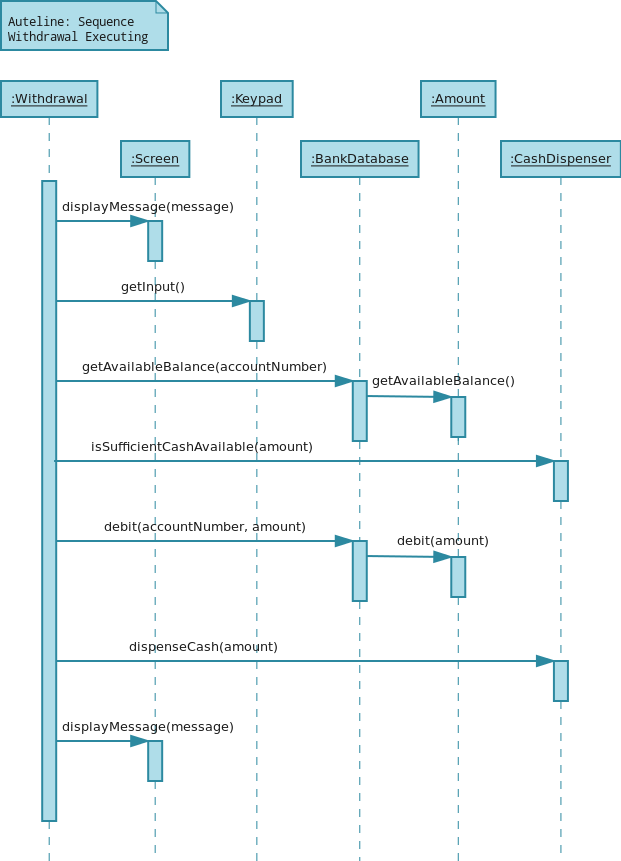 Auteline: Sequence
Withdrawal Executing
:Withdrawal
:Keypad
:Amount
:Screen
:BankDatabase
:CashDispenser
displayMessage(message)
getInput()
getAvailableBalance(accountNumber)
getAvailableBalance()
isSufficientCashAvailable(amount)
debit(accountNumber, amount)
debit(amount)
dispenseCash(amount)
displayMessage(message)